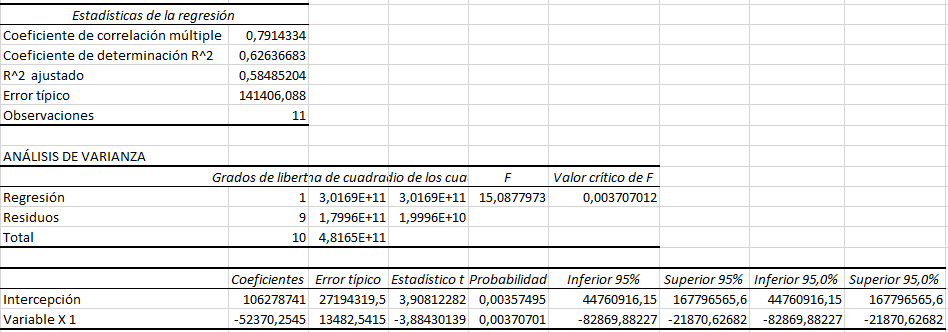 Estadísticas de la regresión
Coeficiente de correlación múltiple 0,7914334
Coeficiente de determinación R^2 0,62636683
R^2 ajustado 0,58485204
Error típico 141406,088
Observaciones 11
ANÁLISIS DE VARIANZA
Grados de libertna de cuadradio de los cua F Valor crítico de F
Regresión 1 3,0169E+11 3,0169E+11 15,0877973 0,003707012
Residuos 9 1,7996E+11 1,9996E+10
Total 10 4,8165E+11
Coeficientes Error típico Estadístico t Probabilidad Inferior 95% Superior 95% Inferior 95,0% Superior 95,0%
Intercepción 106278741 27194319,5 3,90812282 0,00357495 44760916,15 167796565,6 44760916,15 167796565,6
Variable X 1 -52370,2545 13482,5415 -3,88430139 0,00370701 -82869,88227 -21870,62682 -82869,88227 -21870,62682